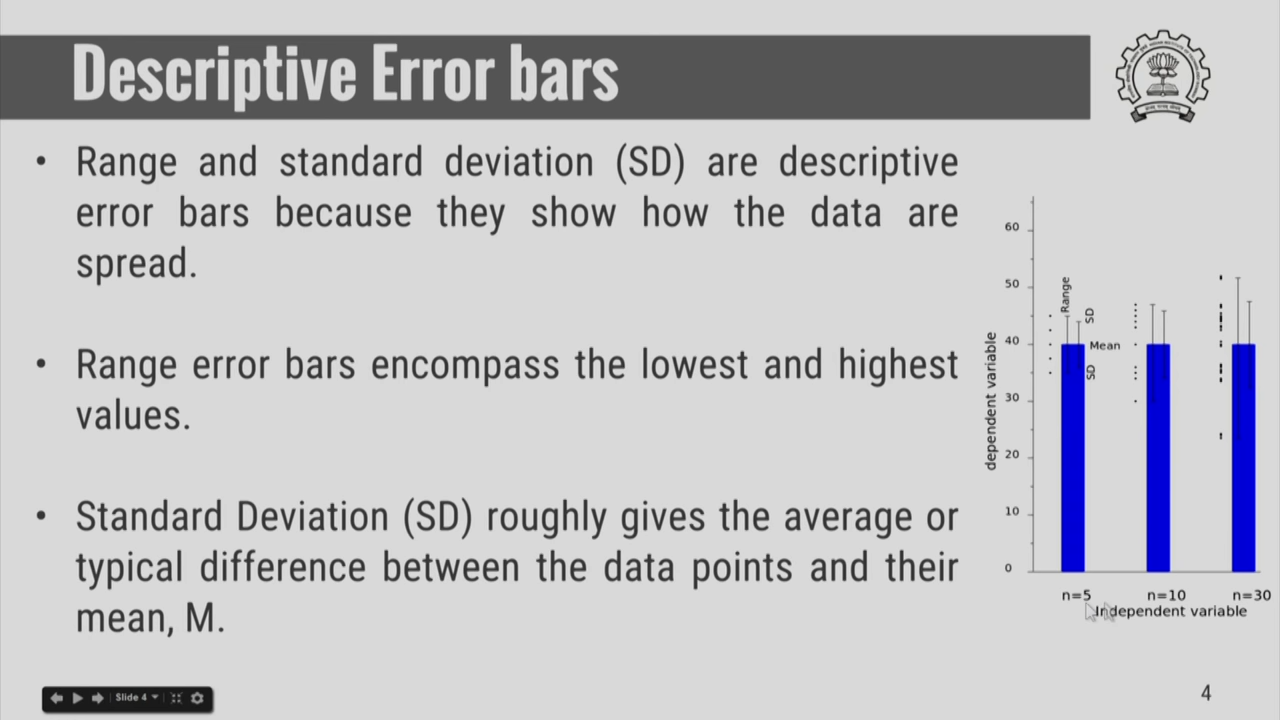 Descriptive Error bars
• Range and standard deviation (SD) are descriptive
error bars because they show how the data are
spread.
• Range error bars encompass the lowest and highest
values.
• Standard Deviation (SD) roughly gives the average or
typical difference between the data points and their
mean, M.
60
50
40
30
20
10
0
dependent variable
Range
SD
Mean
SD
n=5
n=10
n=30
Independent variable
Slide 4
4